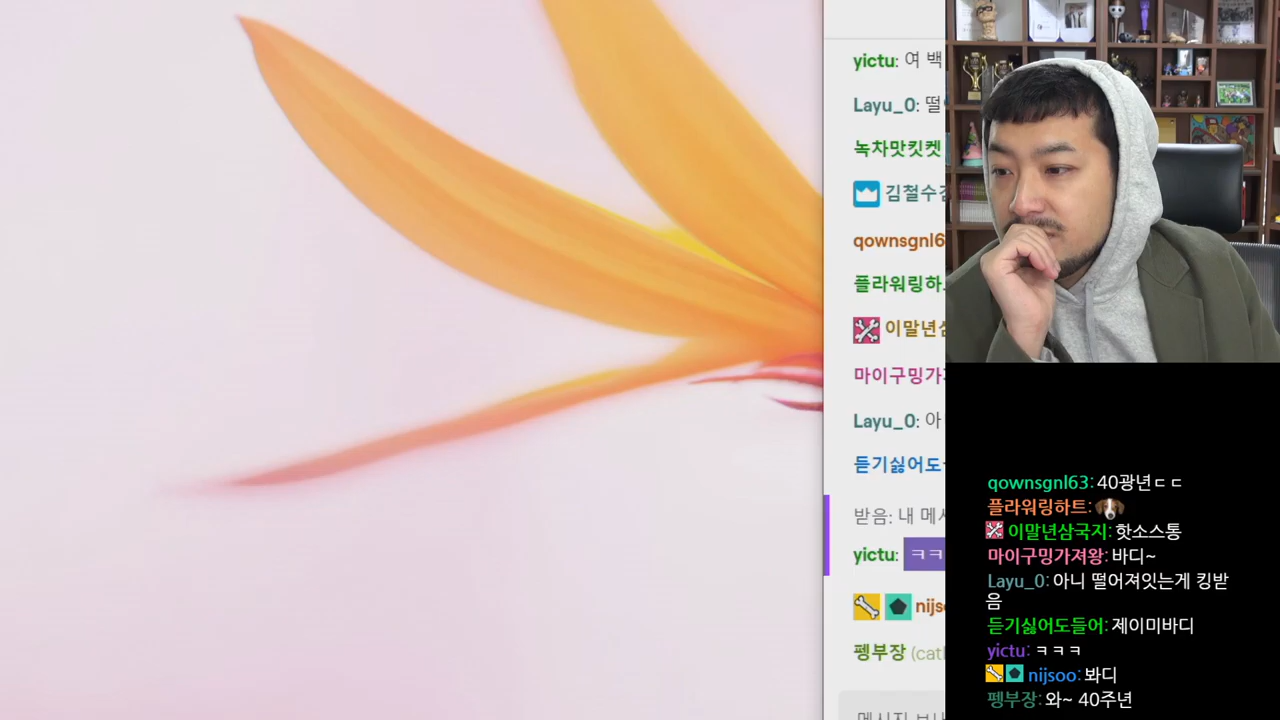 yictu: 여 백
Layu_0: 떨
녹차맛킷켓
김철수
qownsgnl6
플라워링하
이말년
마이구밍가
Layu_0: 아
듣기싫어도
받음: 내 메시
yictu: ㅋㅋ
nijs
펭부장 (cat
qownsgnl63: 40광년ㄷㄷ
플라워링하트:
이말년삼국지: 핫소스통
마이구밍가져왕: 바디~
Layu_0: 아니 떨어져잇는게 킹받
음
듣기싫어도들어: 제이미바디
yictu: ㅋㅋㅋ
nijsoo: 봐디
펭부장: 와~ 40주년